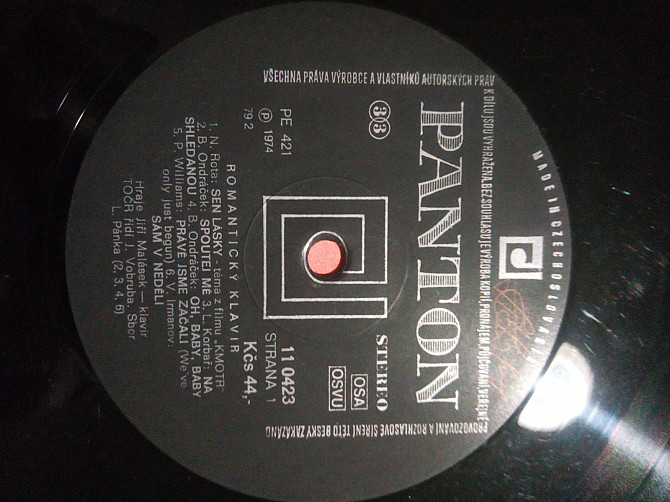 MADE IN CZECHOSLOVAKIA
VŠECHNA PRÁVA VÝROBCE A VLASTNÍKŮ AUTORSKÝCH PRÁV K DÍLU JSOU VYHRAŽENA. BEZ SOUHLASU JE VÝROBA KOPIÍ, PRONÁJEM, PŮJČOVÁNÍ, VEŘEJNÉ PROVOZOVÁNÍ A ROZHLASOVÉ ŠÍŘENÍ TÉTO DESKY ZAKÁZÁNO
PANTON
33
STEREO
PE 421
℗ 1974
79 2
OSA
OSVU
11 0423
STRANA 1
Kčs 44,-
ROMANTICKÝ KLAVÍR
1. N. Rota: SEN LÁSKY - téma z filmu „KMOTR"
2. B. Ondráček: SPOUTEJ MĚ 3. L. Korbař: NA
SHLEDANOU 4. B. Ondráček: OH, BABY, BABY
5. P. Williams: PRÁVĚ JSME ZAČALI (We've
only just begun) 6. V. Irmanov:
SÁM V NEDĚLI
Hraje Jiří Malásek — klavír
TOČR řídí J. Vobruba. Sbor
L. Pánka (2, 3, 4, 6)